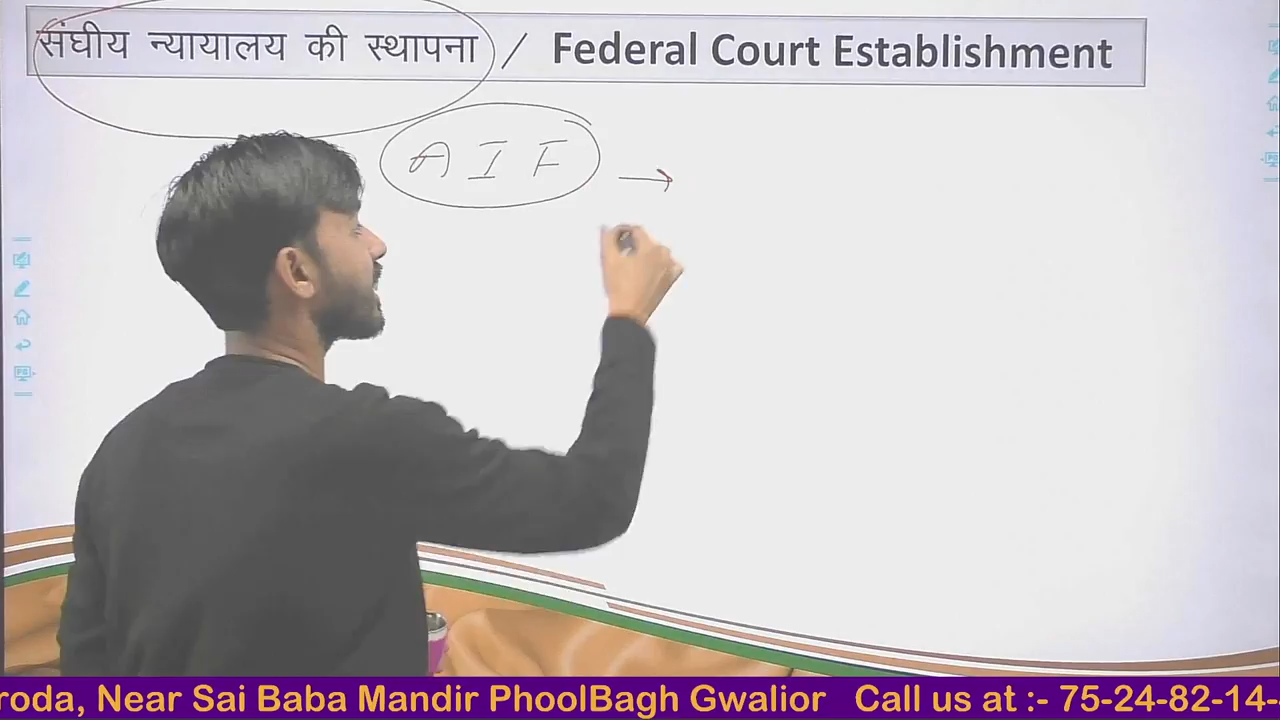 संघीय न्यायालय की स्थापना / Federal Court Establishment
A I F →
roda, Near Sai Baba Mandir PhoolBagh Gwalior Call us at :- 75-24-82-14-